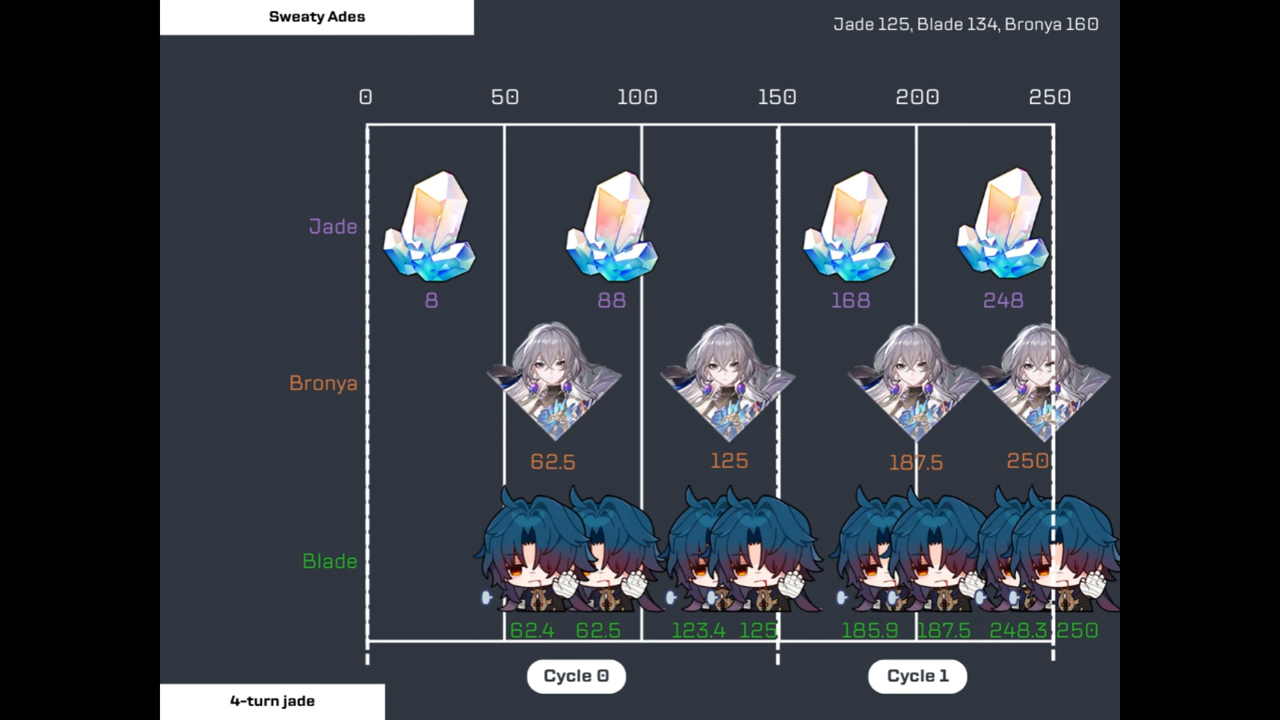 Sweaty Ades
Jade 125, Blade 134, Bronya 160
0 50 100 150 200 250
Jade
8 88 168 248
Bronya
62.5 125 187.5 250
Blade
62.4 62.5 123.4 125 185.9 187.5 248.3 250
Cycle 0 Cycle 1
4-turn jade